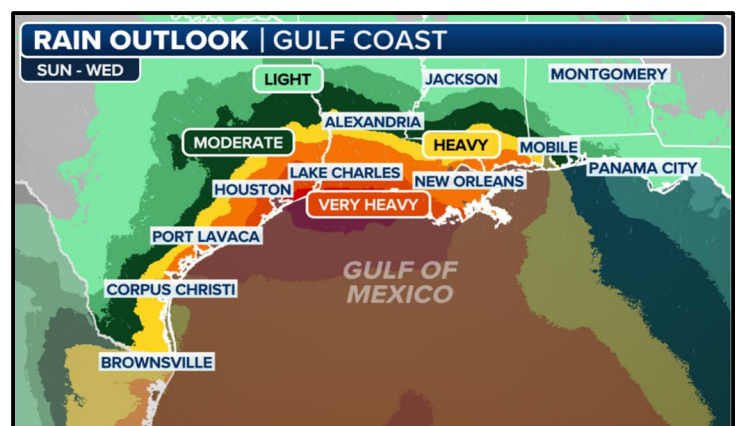 RAIN OUTLOOK | GULF COAST
SUN - WED
LIGHT
JACKSON
MONTGOMERY
ALEXANDRIA
MODERATE
HEAVY
MOBILE
LAKE CHARLES
PANAMA CITY
HOUSTON
NEW ORLEANS
VERY HEAVY
PORT LAVACA
GULF OF
MEXICO
CORPUS CHRISTI
BROWNSVILLE